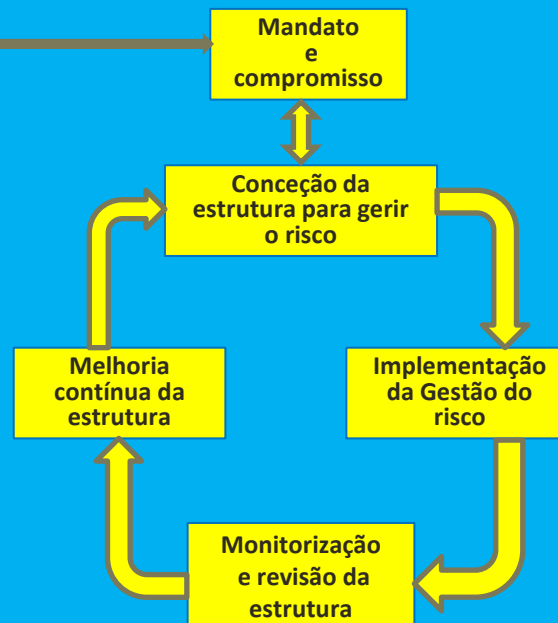 Mandato
e
compromisso
Conceção da
estrutura para gerir
o risco
Melhoria
contínua da
estrutura
Implementação
da Gestão do
risco
Monitorização
e revisão da
estrutura